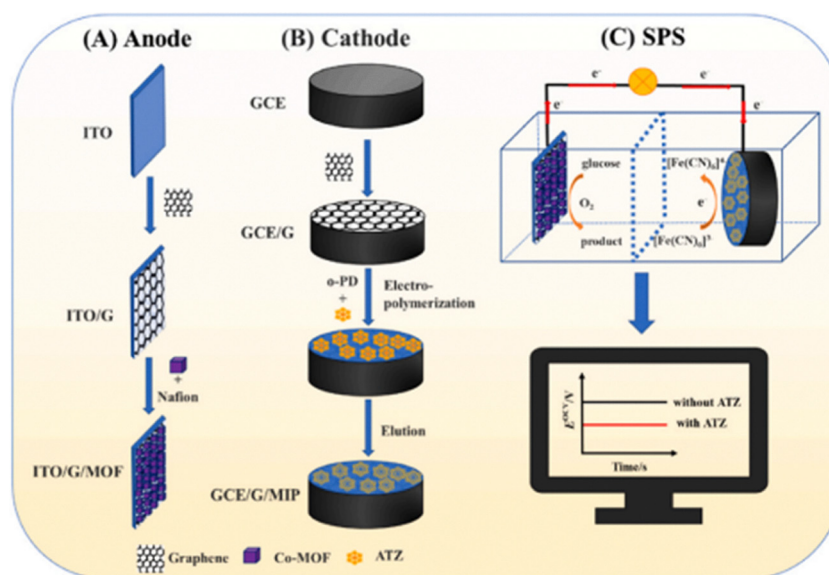 (A) Anode
ITO
ITO/G
+
Nafion
ITO/G/MOF
(B) Cathode
GCE
GCE/G
o-PD
+
Electro-
polymerization
Elution
GCE/G/MIP
Graphene
Co-MOF
ATZ
(C) SPS
e⁻
e⁻
e⁻
e⁻
glucose
O₂
product
[Fe(CN)₆]⁴
e⁻
[Fe(CN)₆]³
E^OCV/V
without ATZ
with ATZ
Time/s